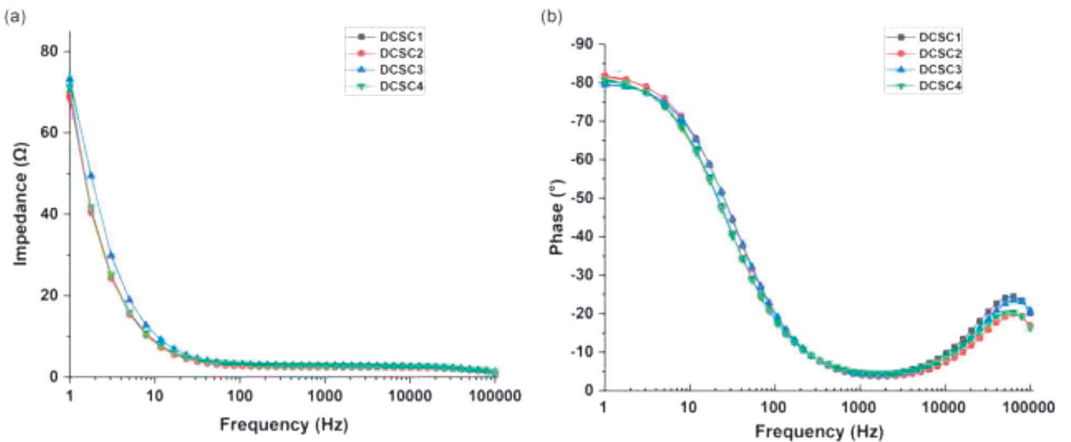 (a)
DCSC1
DCSC2
DCSC3
DCSC4
80
60
40
20
0
Impedance (Ω)
1 10 100 1000 10000 100000
Frequency (Hz)
(b)
DCSC1
DCSC2
DCSC3
DCSC4
-90
-80
-70
-60
-50
-40
-30
-20
-10
0
Phase (°)
1 10 100 1000 10000 100000
Frequency (Hz)